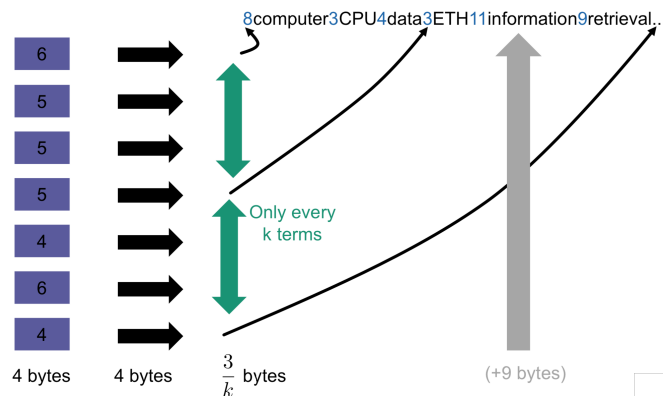 8computer3CPU4data3ETH11information9retrieval..
6
5
5
5
Only every
k terms
4
6
4
4 bytes 4 bytes 3/k bytes (+9 bytes)